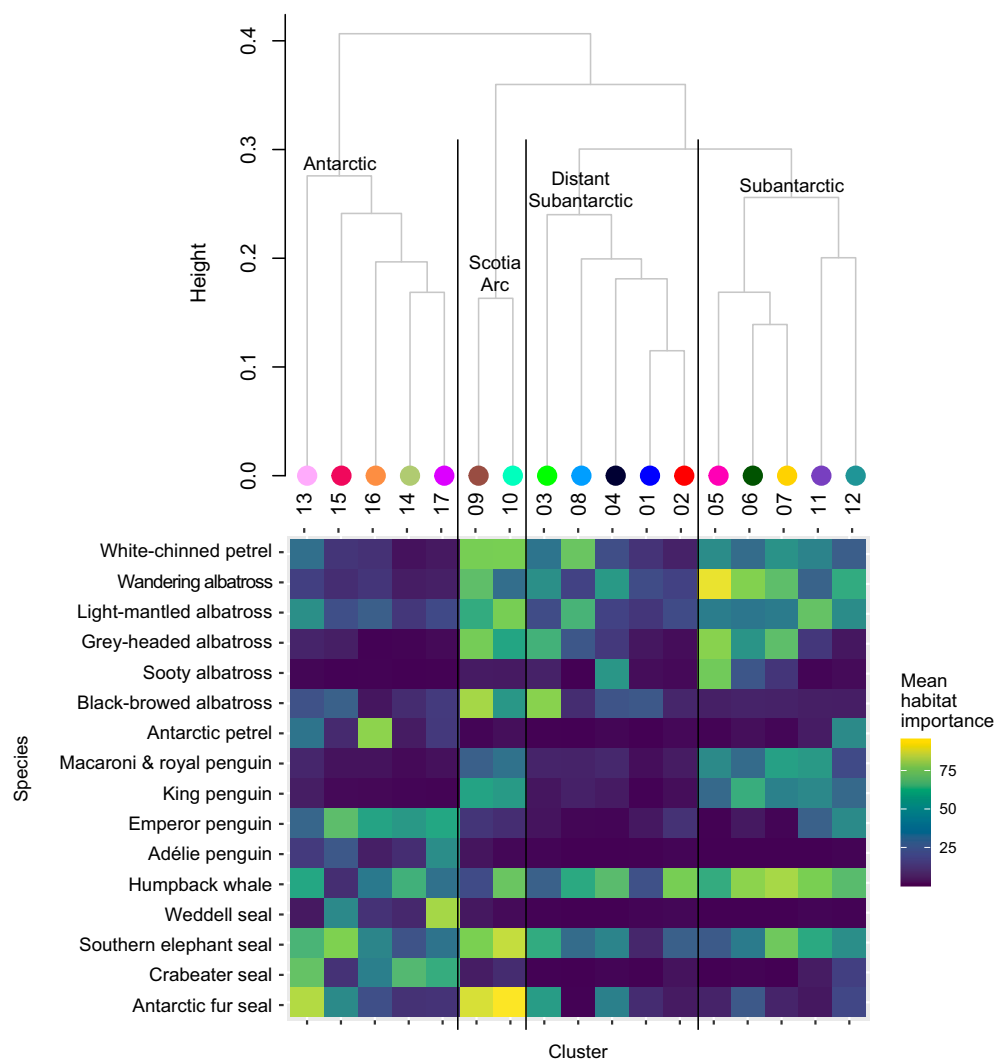 0.4
0.3
0.2
0.1
0.0
Height
Antarctic
Scotia
Arc
Distant
Subantarctic
Subantarctic
13 15 16 14 17 09 10 03 08 04 01 02 05 06 07 11 12
White-chinned petrel
Wandering albatross
Light-mantled albatross
Grey-headed albatross
Sooty albatross
Black-browed albatross
Antarctic petrel
Macaroni & royal penguin
King penguin
Emperor penguin
Adélie penguin
Humpback whale
Weddell seal
Southern elephant seal
Crabeater seal
Antarctic fur seal
Species
Cluster
Mean
habitat
importance
75
50
25